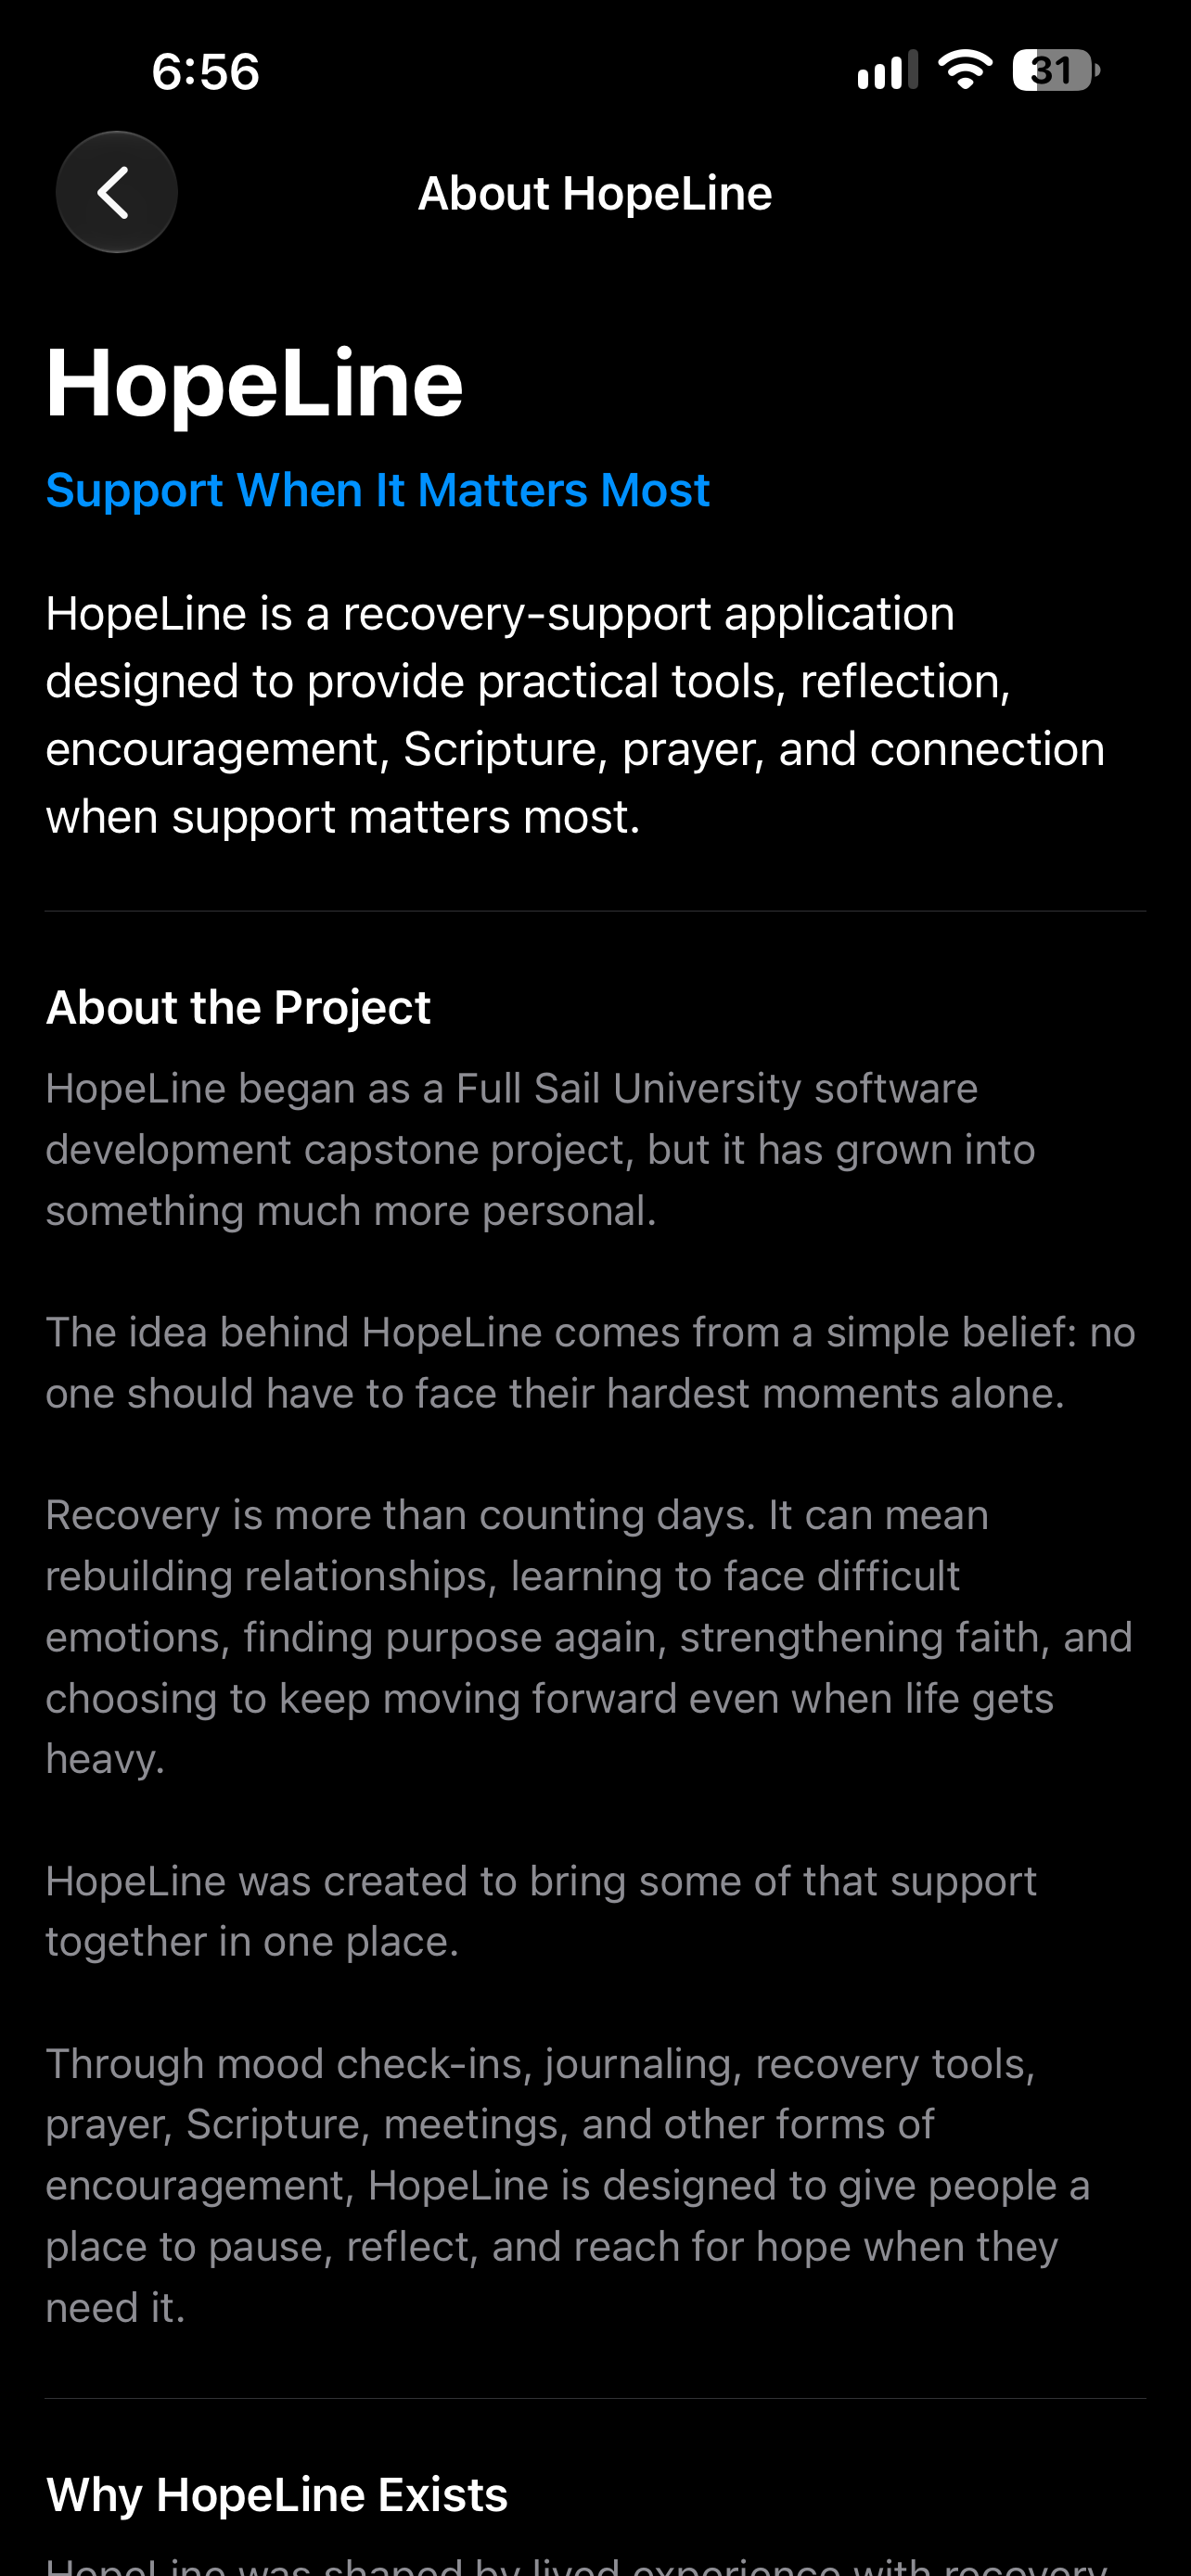 6:56
31
About HopeLine
HopeLine
Support When It Matters Most
HopeLine is a recovery-support application
designed to provide practical tools, reflection,
encouragement, Scripture, prayer, and connection
when support matters most.
About the Project
HopeLine began as a Full Sail University software
development capstone project, but it has grown into
something much more personal.
The idea behind HopeLine comes from a simple belief: no
one should have to face their hardest moments alone.
Recovery is more than counting days. It can mean
rebuilding relationships, learning to face difficult
emotions, finding purpose again, strengthening faith, and
choosing to keep moving forward even when life gets
heavy.
HopeLine was created to bring some of that support
together in one place.
Through mood check-ins, journaling, recovery tools,
prayer, Scripture, meetings, and other forms of
encouragement, HopeLine is designed to give people a
place to pause, reflect, and reach for hope when they
need it.
Why HopeLine Exists
HopeLine was shaped by lived experience with recovery